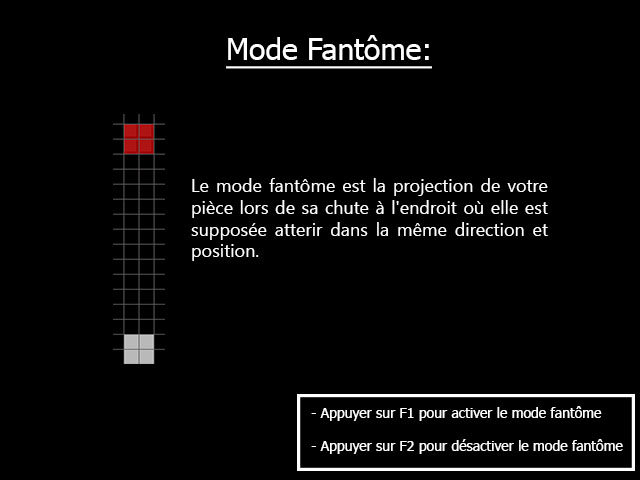 Mode Fantôme:
Le mode fantôme est la projection de votre
pièce lors de sa chute à l'endroit où elle est
supposée atterir dans la même direction et
position.
- Appuyer sur F1 pour activer le mode fantôme
- Appuyer sur F2 pour désactiver le mode fantôme